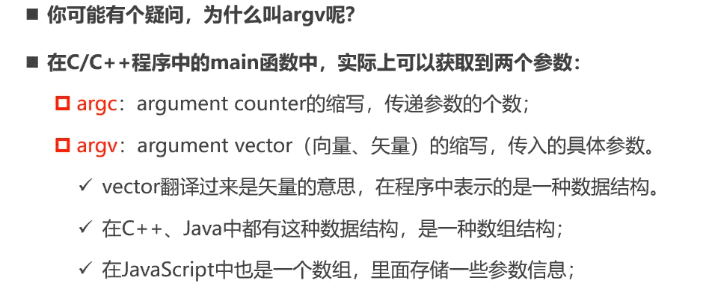 你可能有个疑问，为什么叫argv呢？
在C/C++程序中的main函数中，实际上可以获取到两个参数：
argc：argument counter的缩写，传递参数的个数；
argv：argument vector（向量、矢量）的缩写，传入的具体参数。
vector翻译过来是矢量的意思，在程序中表示的是一种数据结构。
在C++、Java中都有这种数据结构，是一种数组结构；
在JavaScript中也是一个数组，里面存储一些参数信息；